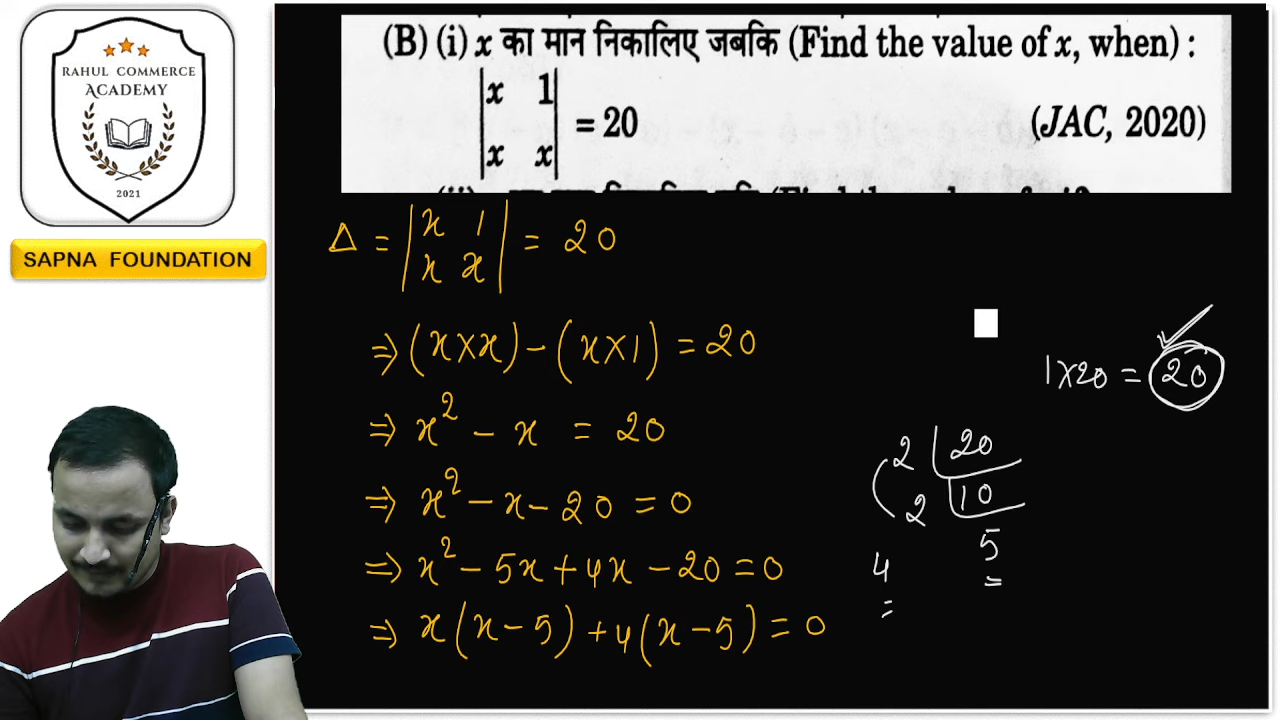 RAHUL COMMERCE
ACADEMY
2021
SAPNA FOUNDATION
(B) (i) x का मान निकालिए जबकि (Find the value of x, when) :
|x 1|
|x x| = 20 (JAC, 2020)
Δ = |x 1|
|x x| = 20
⇒ (x×x) − (x×1) = 20
⇒ x² − x = 20
⇒ x² − x − 20 = 0
⇒ x² − 5x + 4x − 20 = 0
⇒ x(x−5) + 4(x−5) = 0
1×20 = 20
2 | 20
2 | 10
5
4